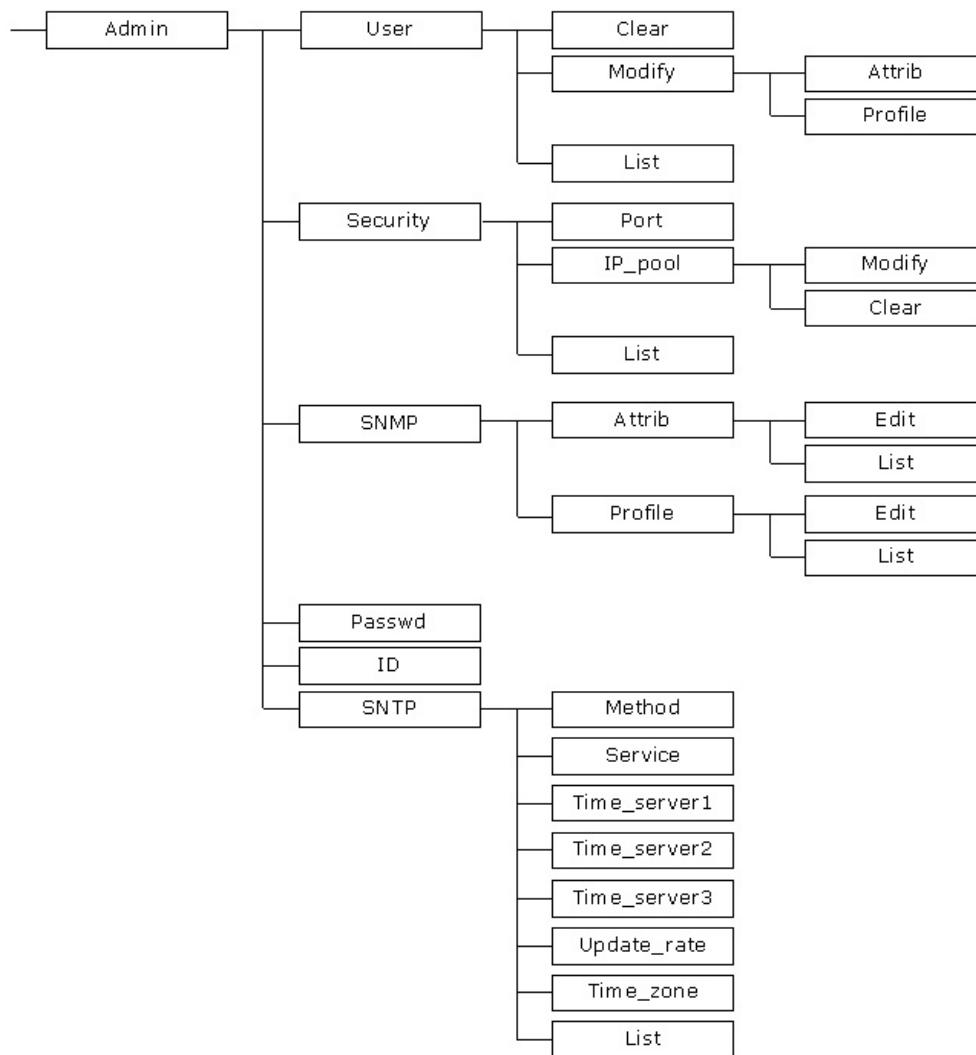 Admin User Clear
Modify Attrib
Profile
List
Security Port
IP_pool Modify
Clear
List
SNMP Attrib Edit
List
Profile Edit
List
Passwd
ID
SNTP Method
Service
Time_server1
Time_server2
Time_server3
Update_rate
Time_zone
List